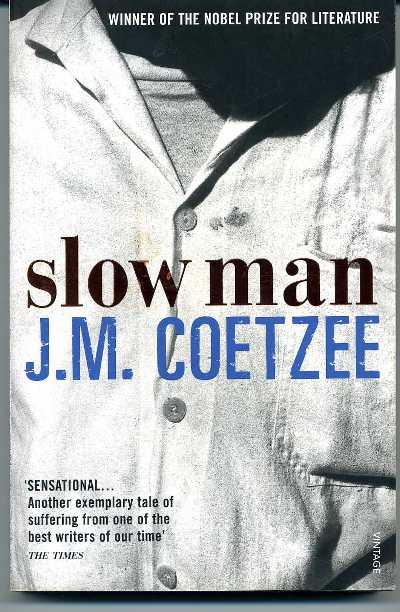 WINNER OF THE NOBEL PRIZE FOR LITERATURE
slow man
J.M. COETZEE
'SENSATIONAL...
Another exemplary tale of
suffering from one of the
best writers of our time'
THE TIMES
VINTAGE